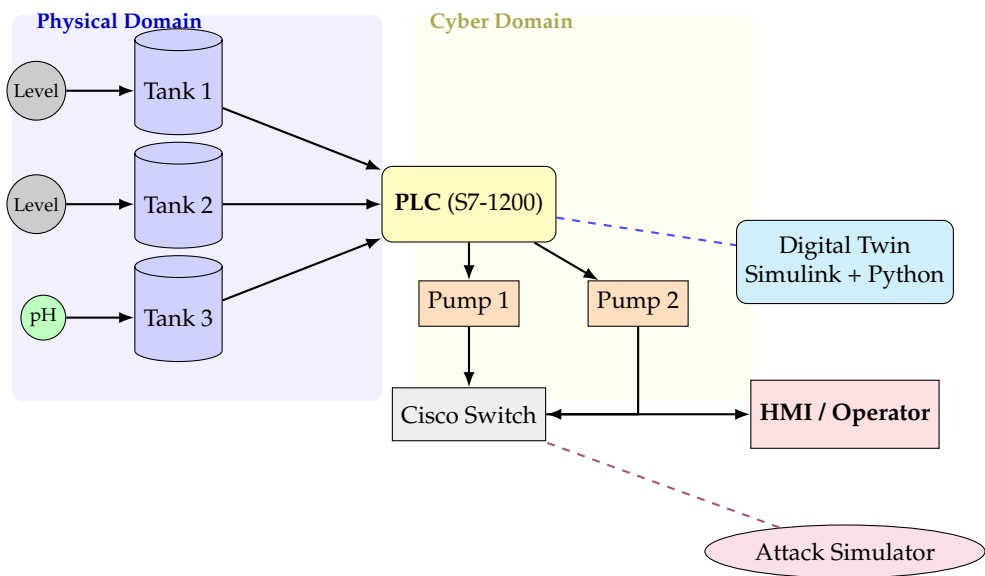 Physical Domain
Cyber Domain
Level
Tank 1
Level
Tank 2
PLC (S7-1200)
Digital Twin
Simulink + Python
pH
Tank 3
Pump 1
Pump 2
Cisco Switch
HMI / Operator
Attack Simulator